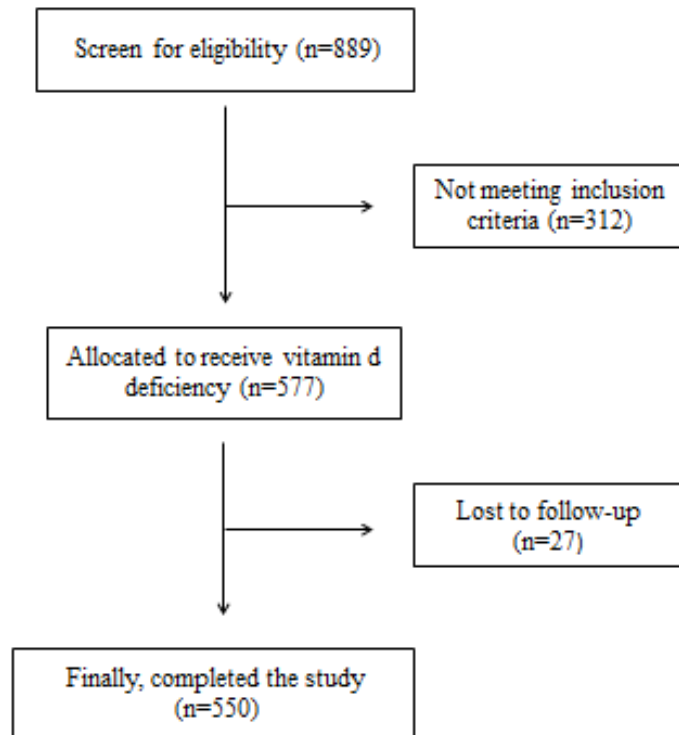 Screen for eligibility (n=889)
Not meeting inclusion
criteria (n=312)
Allocated to receive vitamin d
deficiency (n=577)
Lost to follow-up
(n=27)
Finally, completed the study
(n=550)